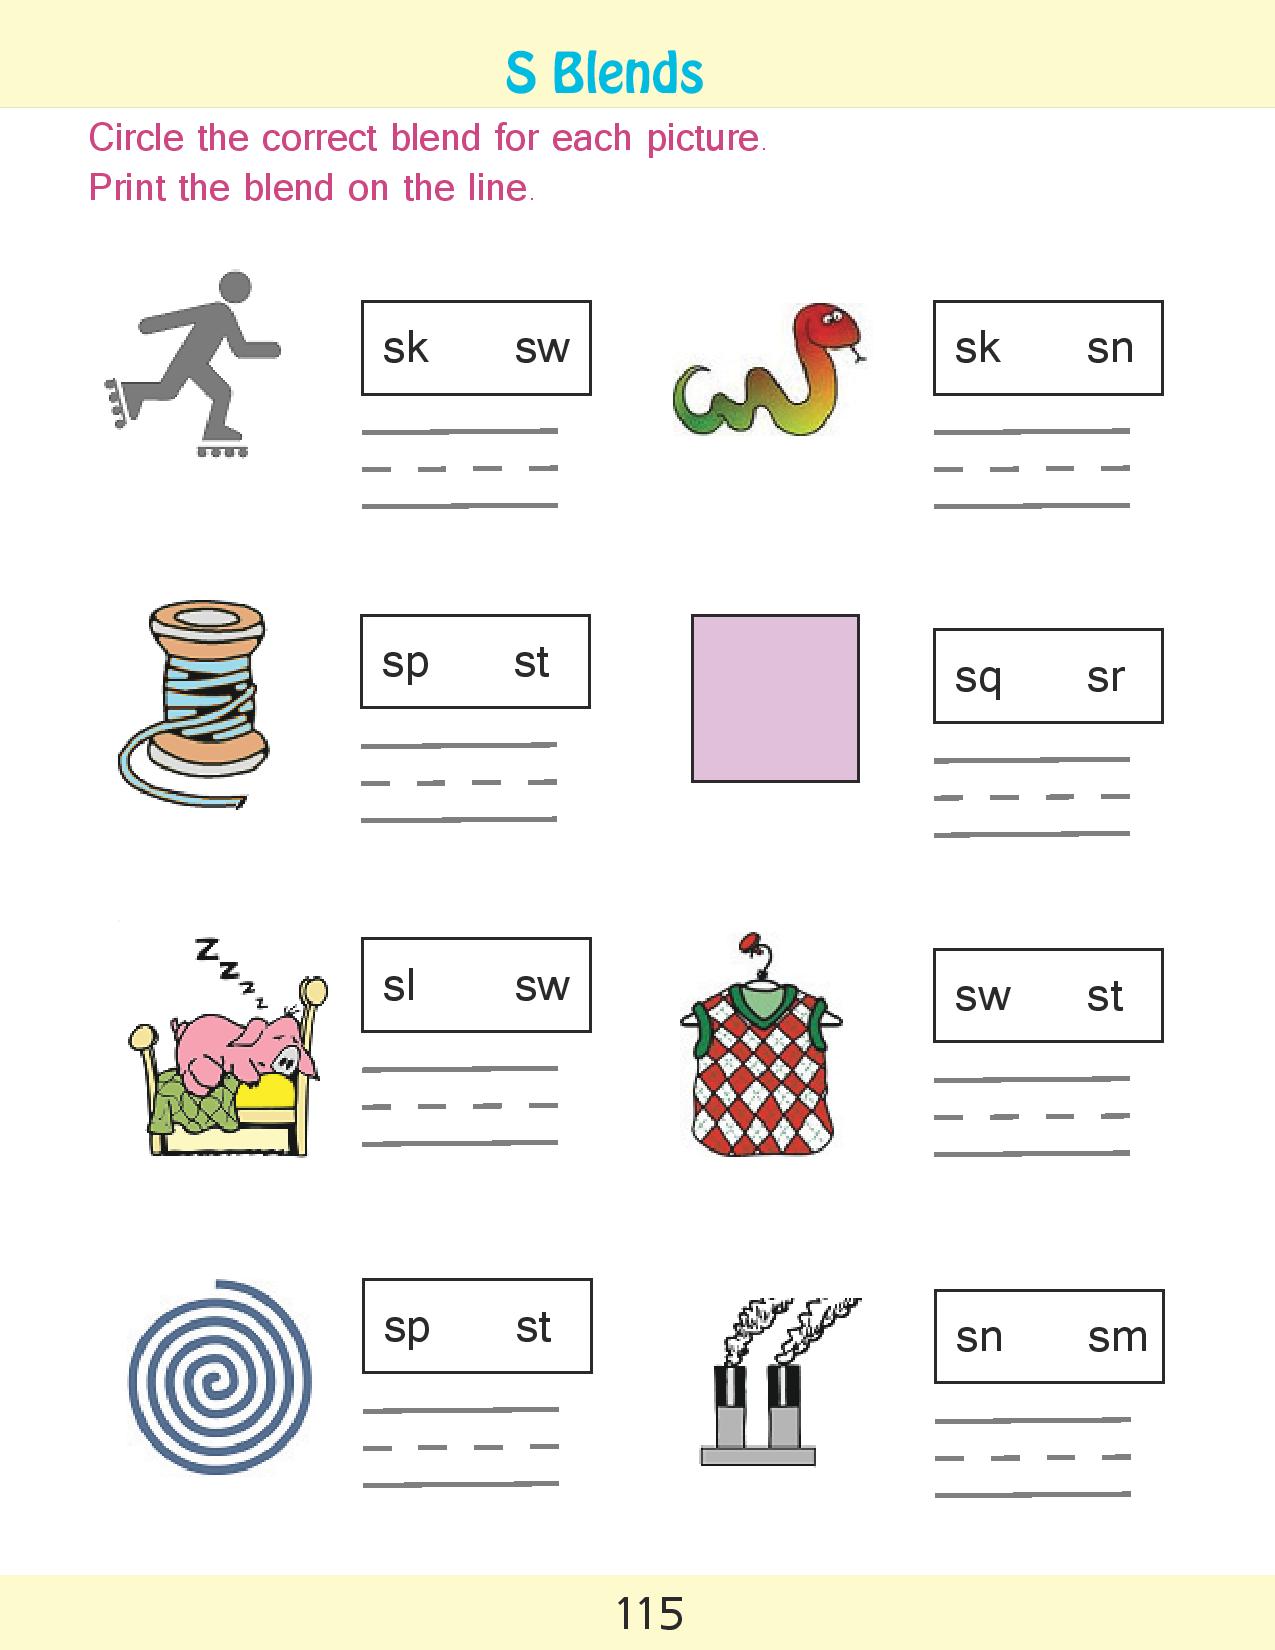 S Blends
Circle the correct blend for each picture.
Print the blend on the line.
sk sw
sk sn
sp st
sq sr
Z Z Z Z
sl sw
sw st
sp st
sn sm
115